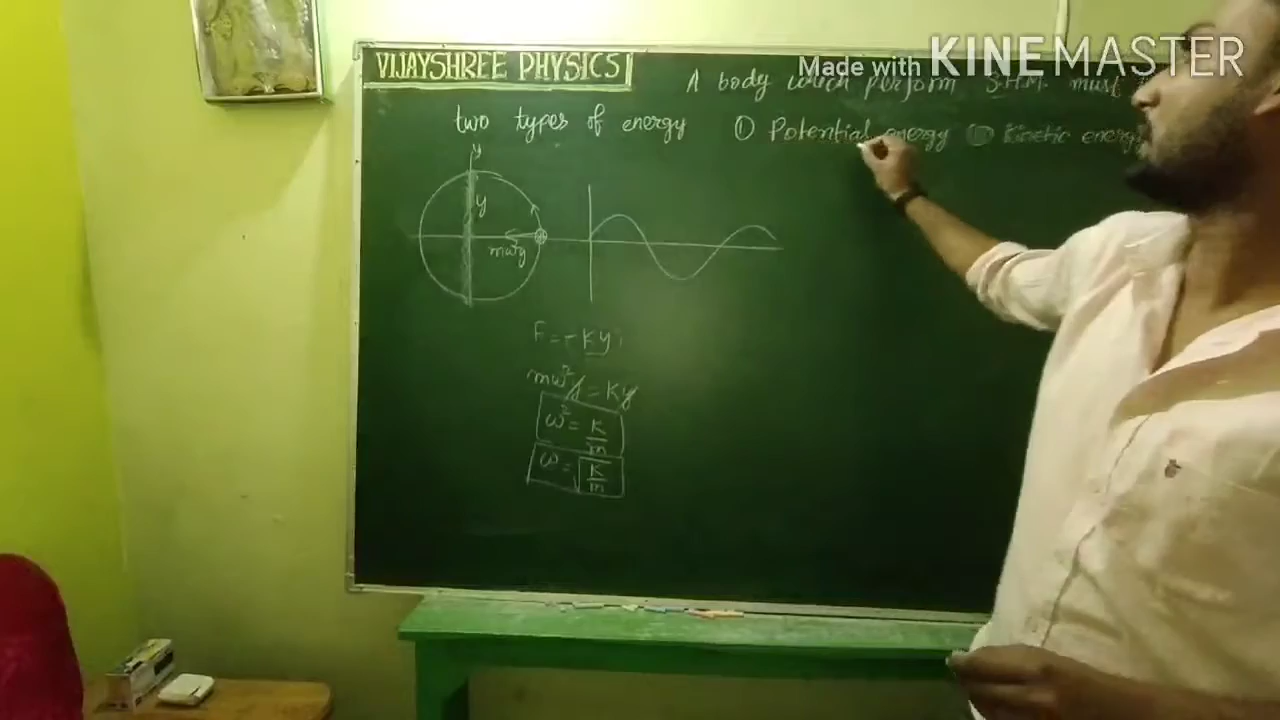 Made with KINEMASTER
VIJAYSHREE PHYSICS
A body which perform S.H.M. must
two types of energy ① Potential energy ② Kinetic energy
y
y
mω²y
F = - Ky
mω²y = Ky
ω² = K/m
ω = √K/m